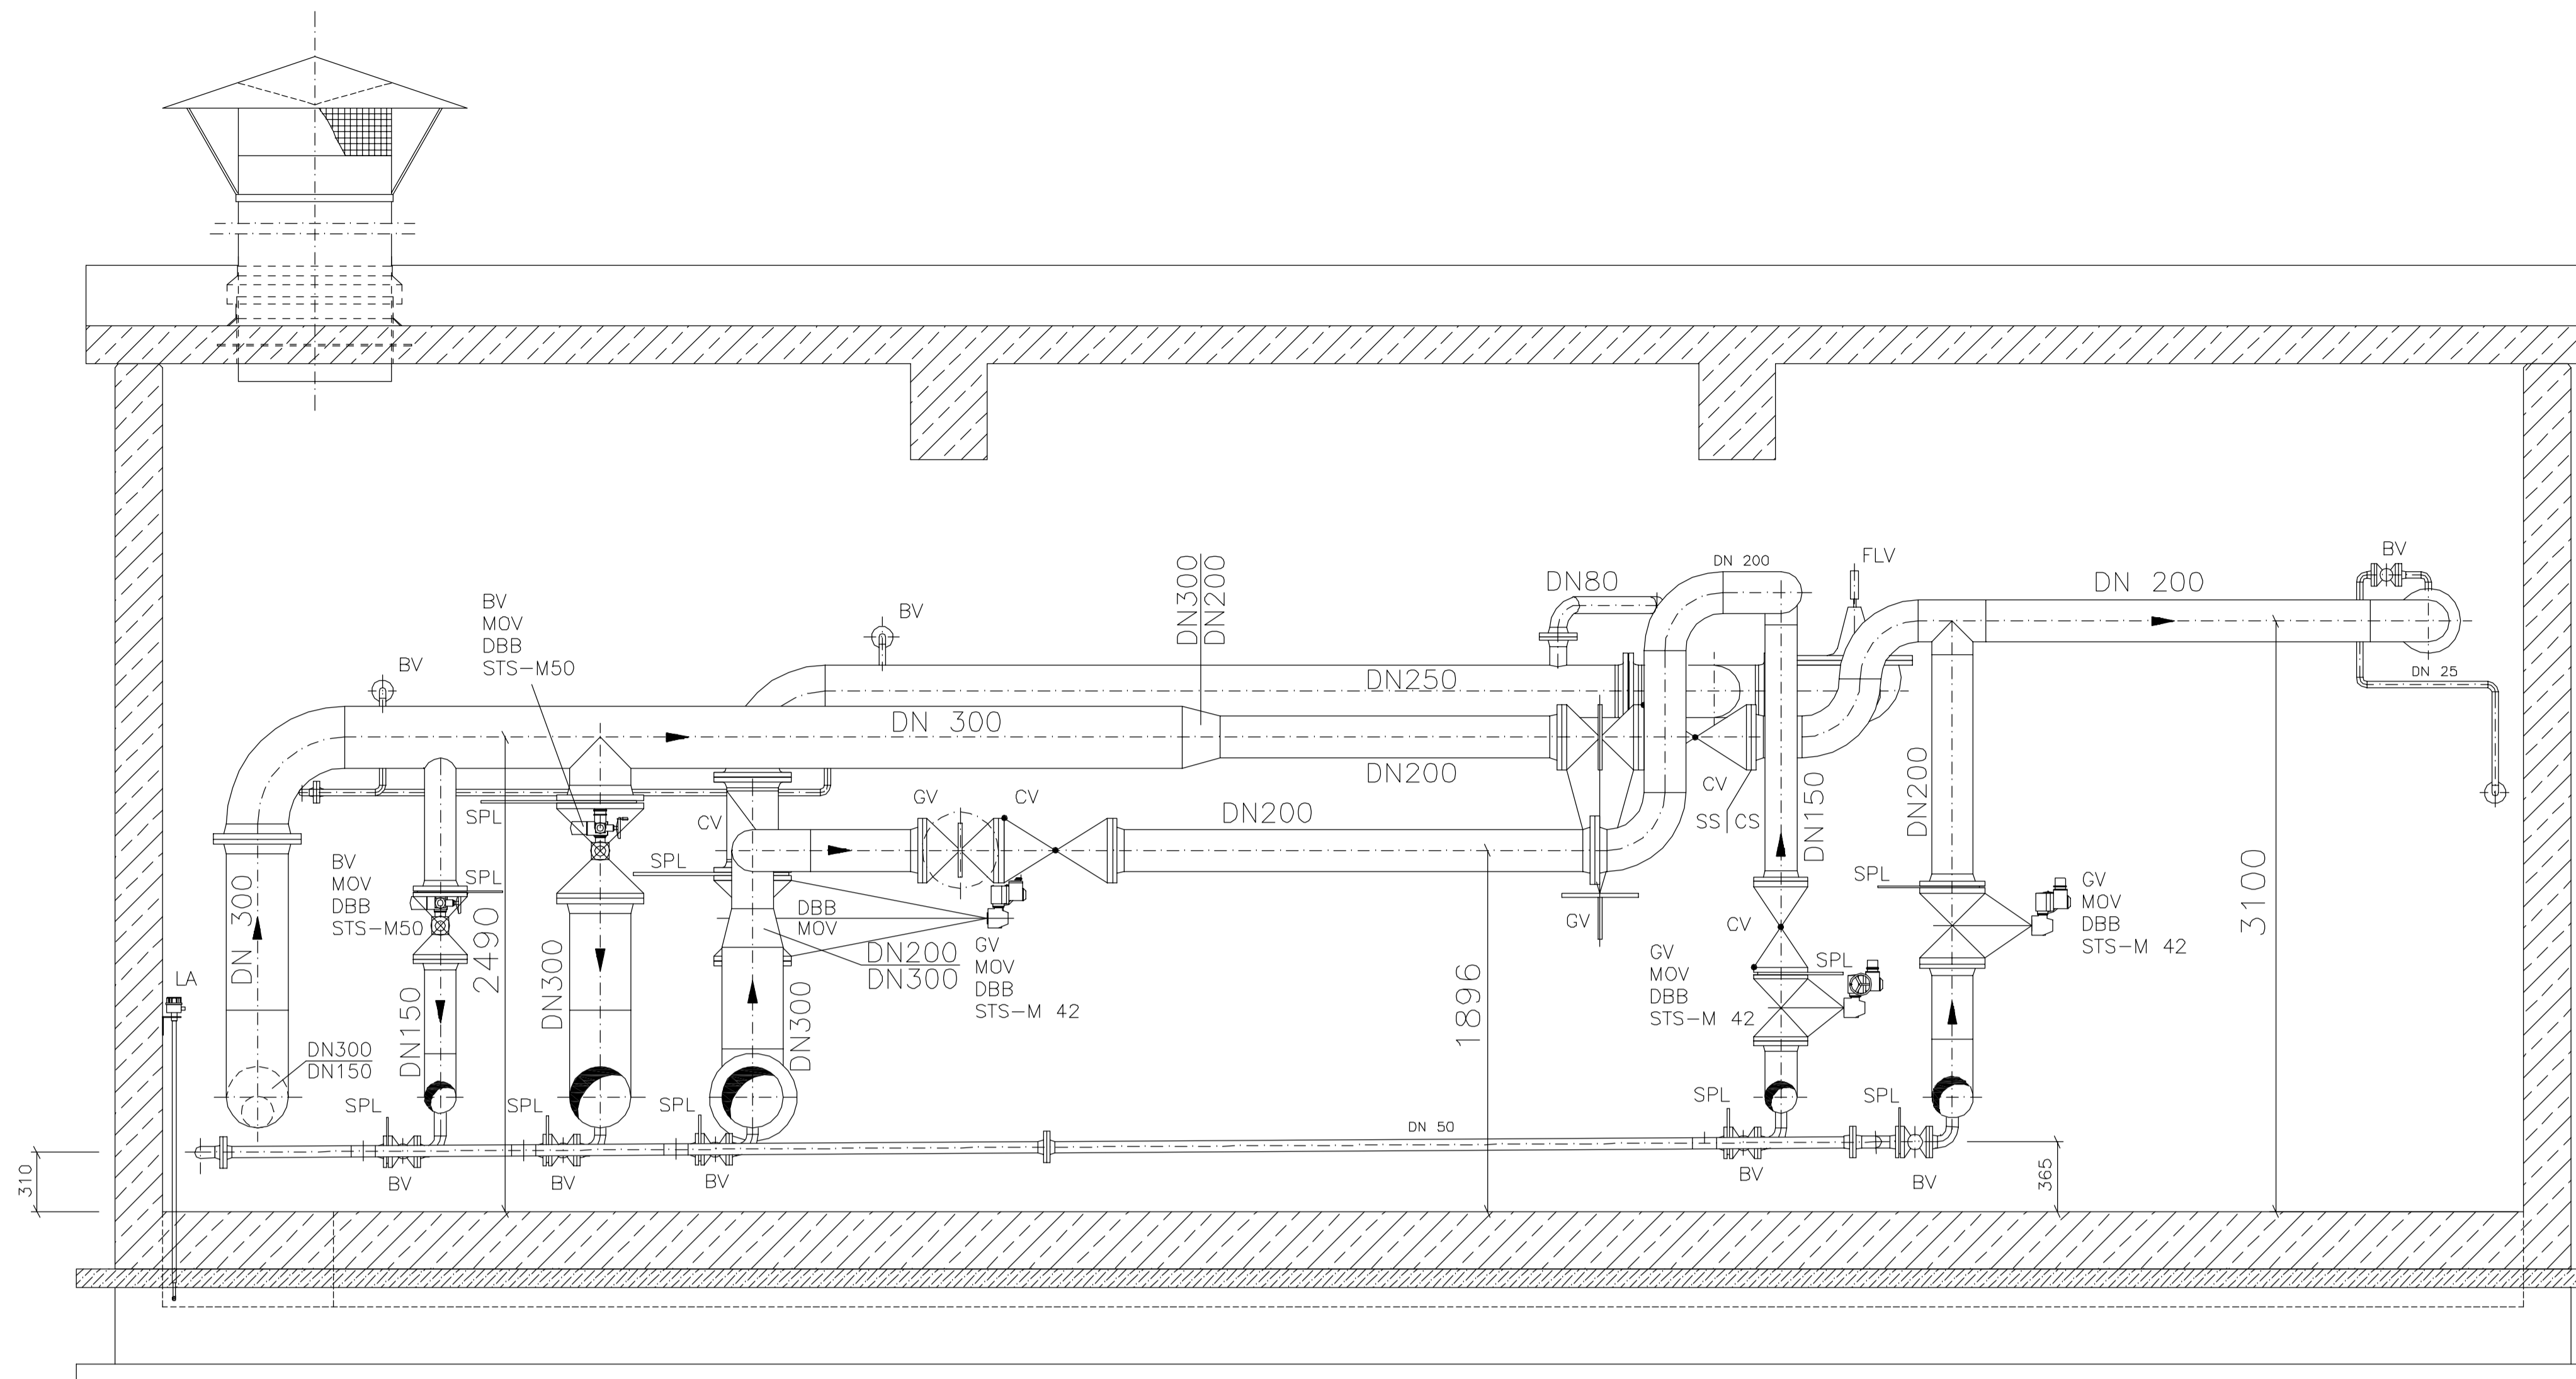 DN 200
FLV
BV
DN300
DN200
DN80
DN 200
BV
MOV
DBB
STS-M50
BV
BV
DN 25
DN250
DN 300
DN200
CV
SS
CS
DN150
DN200
SPL
CV
GV
CV
DN200
SPL
SPL
GV
MOV
DBB
STS-M 42
BV
MOV
DBB
STS-M50
SPL
DN 300
2490
DBB
MOV
DN200
DN300
GV
MOV
DBB
STS-M 42
GV
CV
3100
GV
MOV
DBB
STS-M 42
SPL
1896
LA
DN150
DN300
DN300
DN300
DN150
SPL
SPL
SPL
DN 50
SPL
SPL
BV
BV
BV
BV
BV
310
365